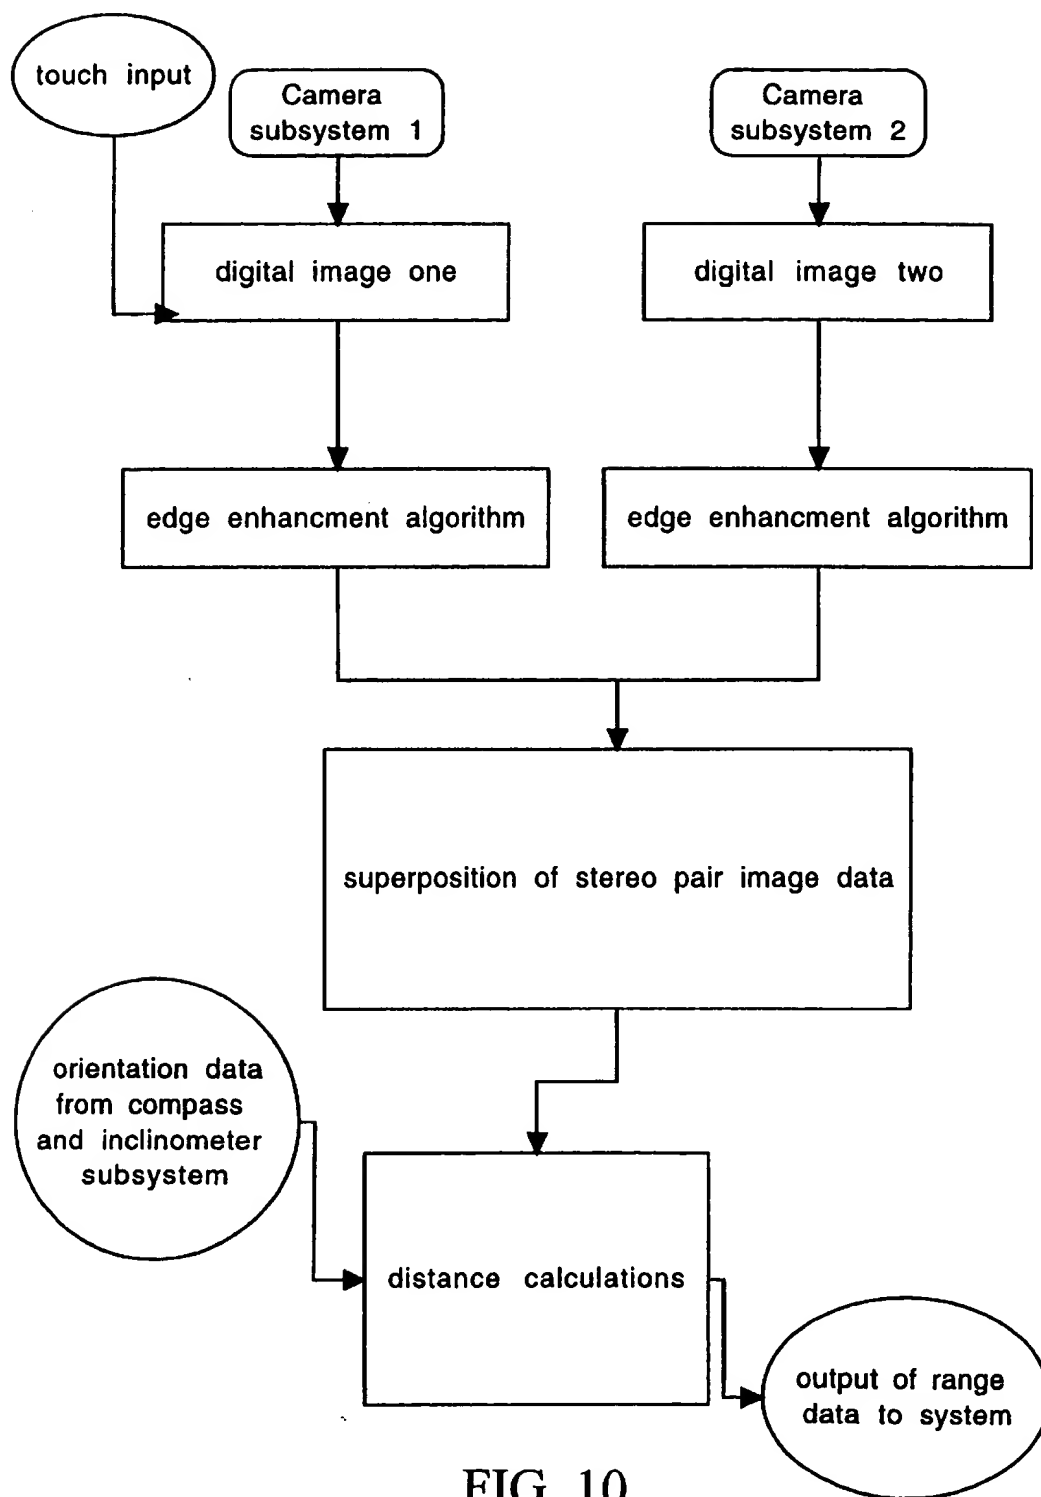 touch input
Camera
subsystem 1
Camera
subsystem 2
digital image one
digital image two
edge enhancment algorithm
edge enhancment algorithm
superposition of stereo pair image data
orientation data
from compass
and inclinometer
subsystem
distance calculations
output of range
data to system
FIG. 10